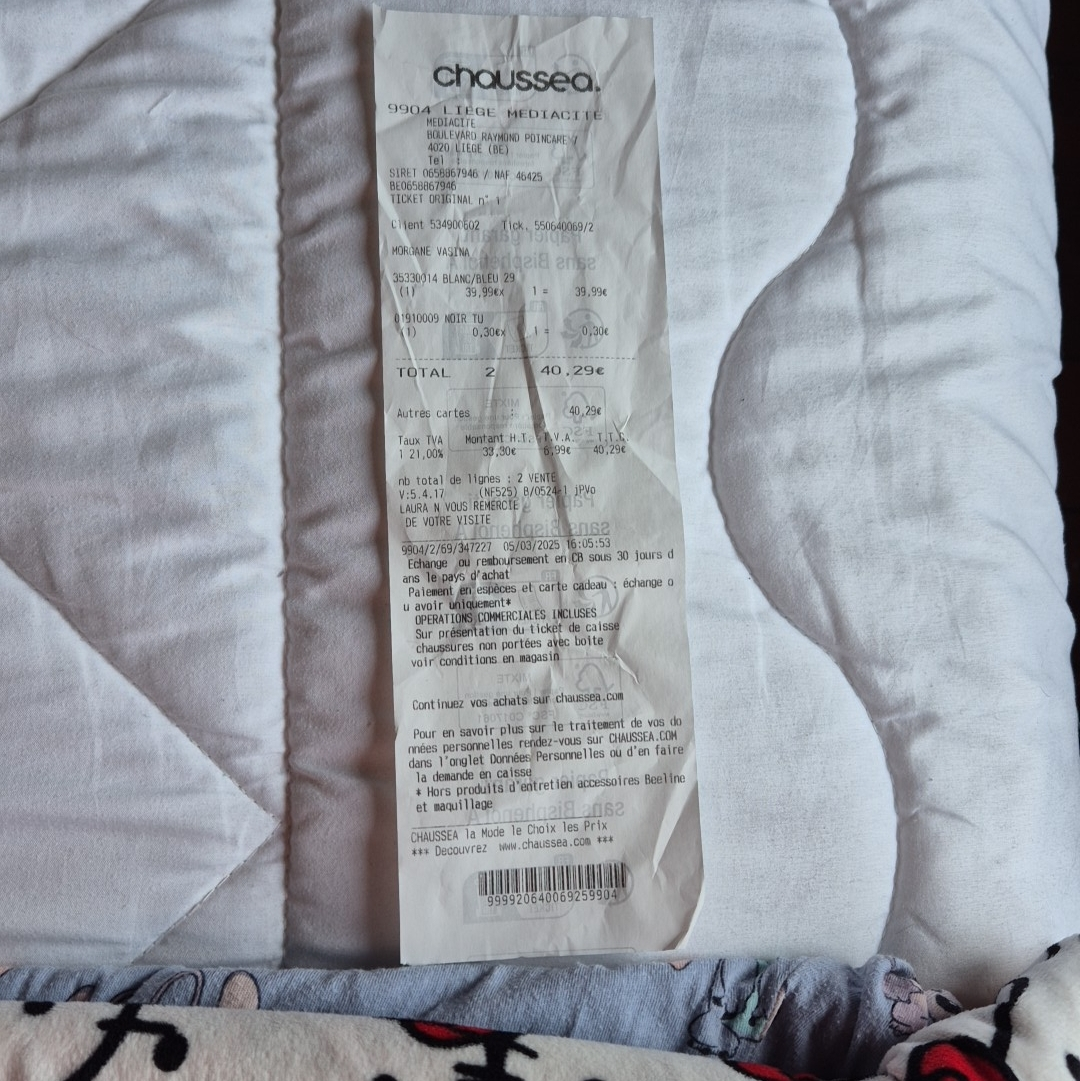 chaussea.
9904 LIEGE MEDIACITE
MEDIACITE
BOULEVARD RAYMOND POINCARE 7
4020 LIEGE (BE)
Tel :
SIRET 0658867946 / NAF 46425
BE0658867946
TICKET ORIGINAL n° 1
Client 534900602 Tick. 550640069/2
MORGANE VASINA
35330014 BLANC/BLEU 29
(1) 39,99€x 1 = 39,99€
01910009 NOIR TU
(1) 0,30€x 1 = 0,30€
TOTAL 2 40.29€
Autres cartes : 40,29€
Taux TVA Montant H.T. T.V.A. T.T.C.
1 21,00% 33,30€ 6,99€ 40,29€
nb total de lignes : 2 VENTE
V:5.4.17 (NF525) B/0524-1 jPVo
LAURA N VOUS REMERCIE
DE VOTRE VISITE
9904/2/69/347227 05/03/2025 16:05:53
Echange ou remboursement en CB sous 30 jours d
ans le pays d'achat
Paiement en espèces et carte cadeau : échange o
u avoir uniquement*
OPERATIONS COMMERCIALES INCLUSES
Sur présentation du ticket de caisse
chaussures non portées avec boite
voir conditions en magasin
Continuez vos achats sur chaussea.com
Pour en savoir plus sur le traitement de vos do
nnées personnelles rendez-vous sur CHAUSSEA.COM
dans l'onglet Données Personnelles ou d'en faire
la demande en caisse
* Hors produits d'entretien accessoires Beeline
et maquillage
CHAUSSEA la Mode le Choix les Prix
*** Decouvrez www.chaussea.com ***
999920640069259904